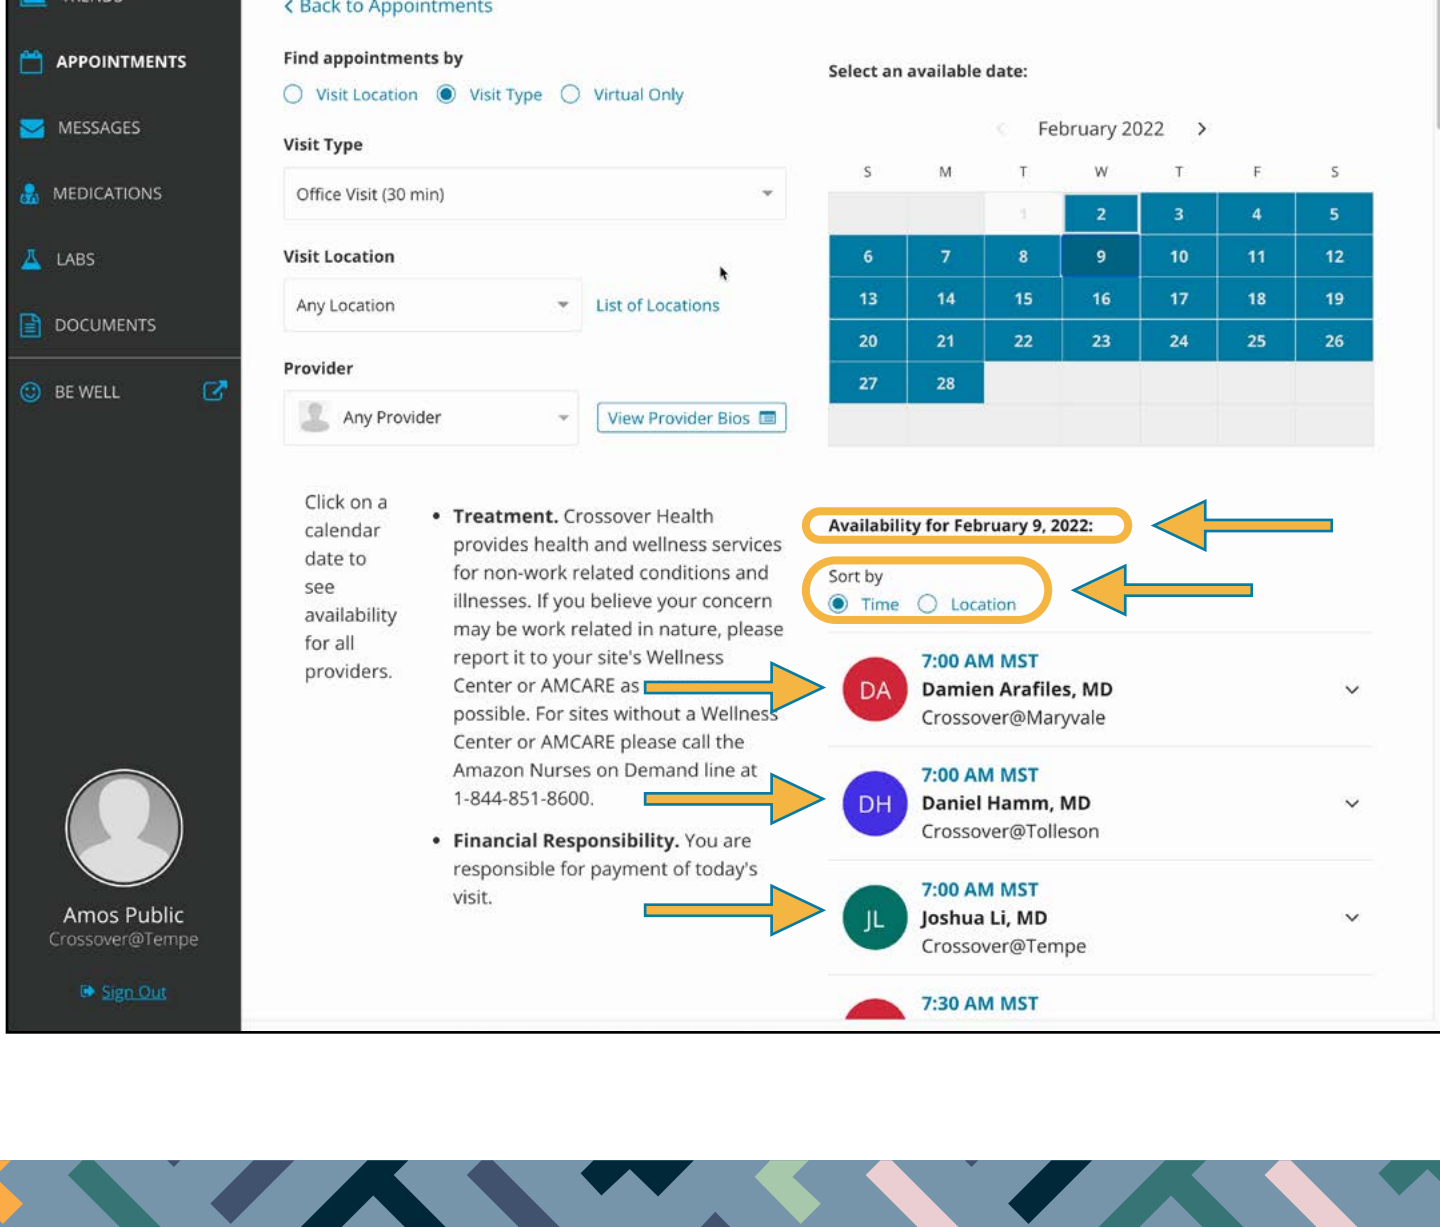 TRENDS
APPOINTMENTS
MESSAGES
MEDICATIONS
LABS
DOCUMENTS
BE WELL
Amos Public
Crossover@Tempe
Sign Out
Back to Appointments
Find appointments by
Visit Location Visit Type Virtual Only
Visit Type
Office Visit (30 min)
Visit Location
Any Location List of Locations
Provider
Any Provider View Provider Bios
Click on a
calendar
date to
see
availability
for all
providers.
• Treatment. Crossover Health
provides health and wellness services
for non-work related conditions and
illnesses. If you believe your concern
may be work related in nature, please
report it to your site's Wellness
Center or AMCARE as
possible. For sites without a Wellness
Center or AMCARE please call the
Amazon Nurses on Demand line at
1-844-851-8600.
• Financial Responsibility. You are
responsible for payment of today's
visit.
Select an available date:
February 2022
S M T W T F S
1 2 3 4 5
6 7 8 9 10 11 12
13 14 15 16 17 18 19
20 21 22 23 24 25 26
27 28
Availability for February 9, 2022:
Sort by
Time Location
DA
7:00 AM MST
Damien Arafiles, MD
Crossover@Maryvale
DH
7:00 AM MST
Daniel Hamm, MD
Crossover@Tolleson
JL
7:00 AM MST
Joshua Li, MD
Crossover@Tempe
7:30 AM MST